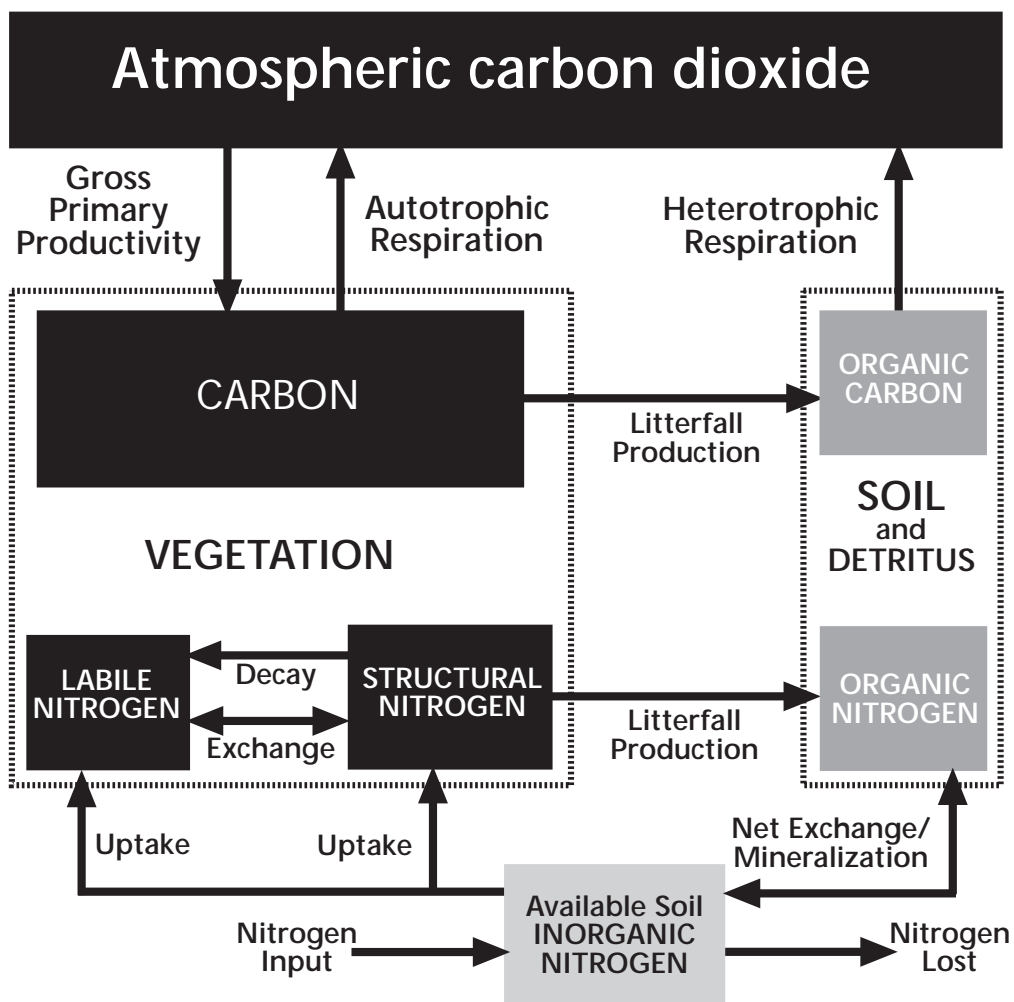 Atmospheric carbon dioxide
Gross
Primary
Productivity
Autotrophic
Respiration
Heterotrophic
Respiration
CARBON
ORGANIC
CARBON
Litterfall
Production
SOIL
and
DETRITUS
VEGETATION
LABILE
NITROGEN
Decay
Exchange
STRUCTURAL
NITROGEN
Litterfall
Production
ORGANIC
NITROGEN
Uptake
Uptake
Net Exchange/
Mineralization
Nitrogen
Input
Available Soil
INORGANIC
NITROGEN
Nitrogen
Lost